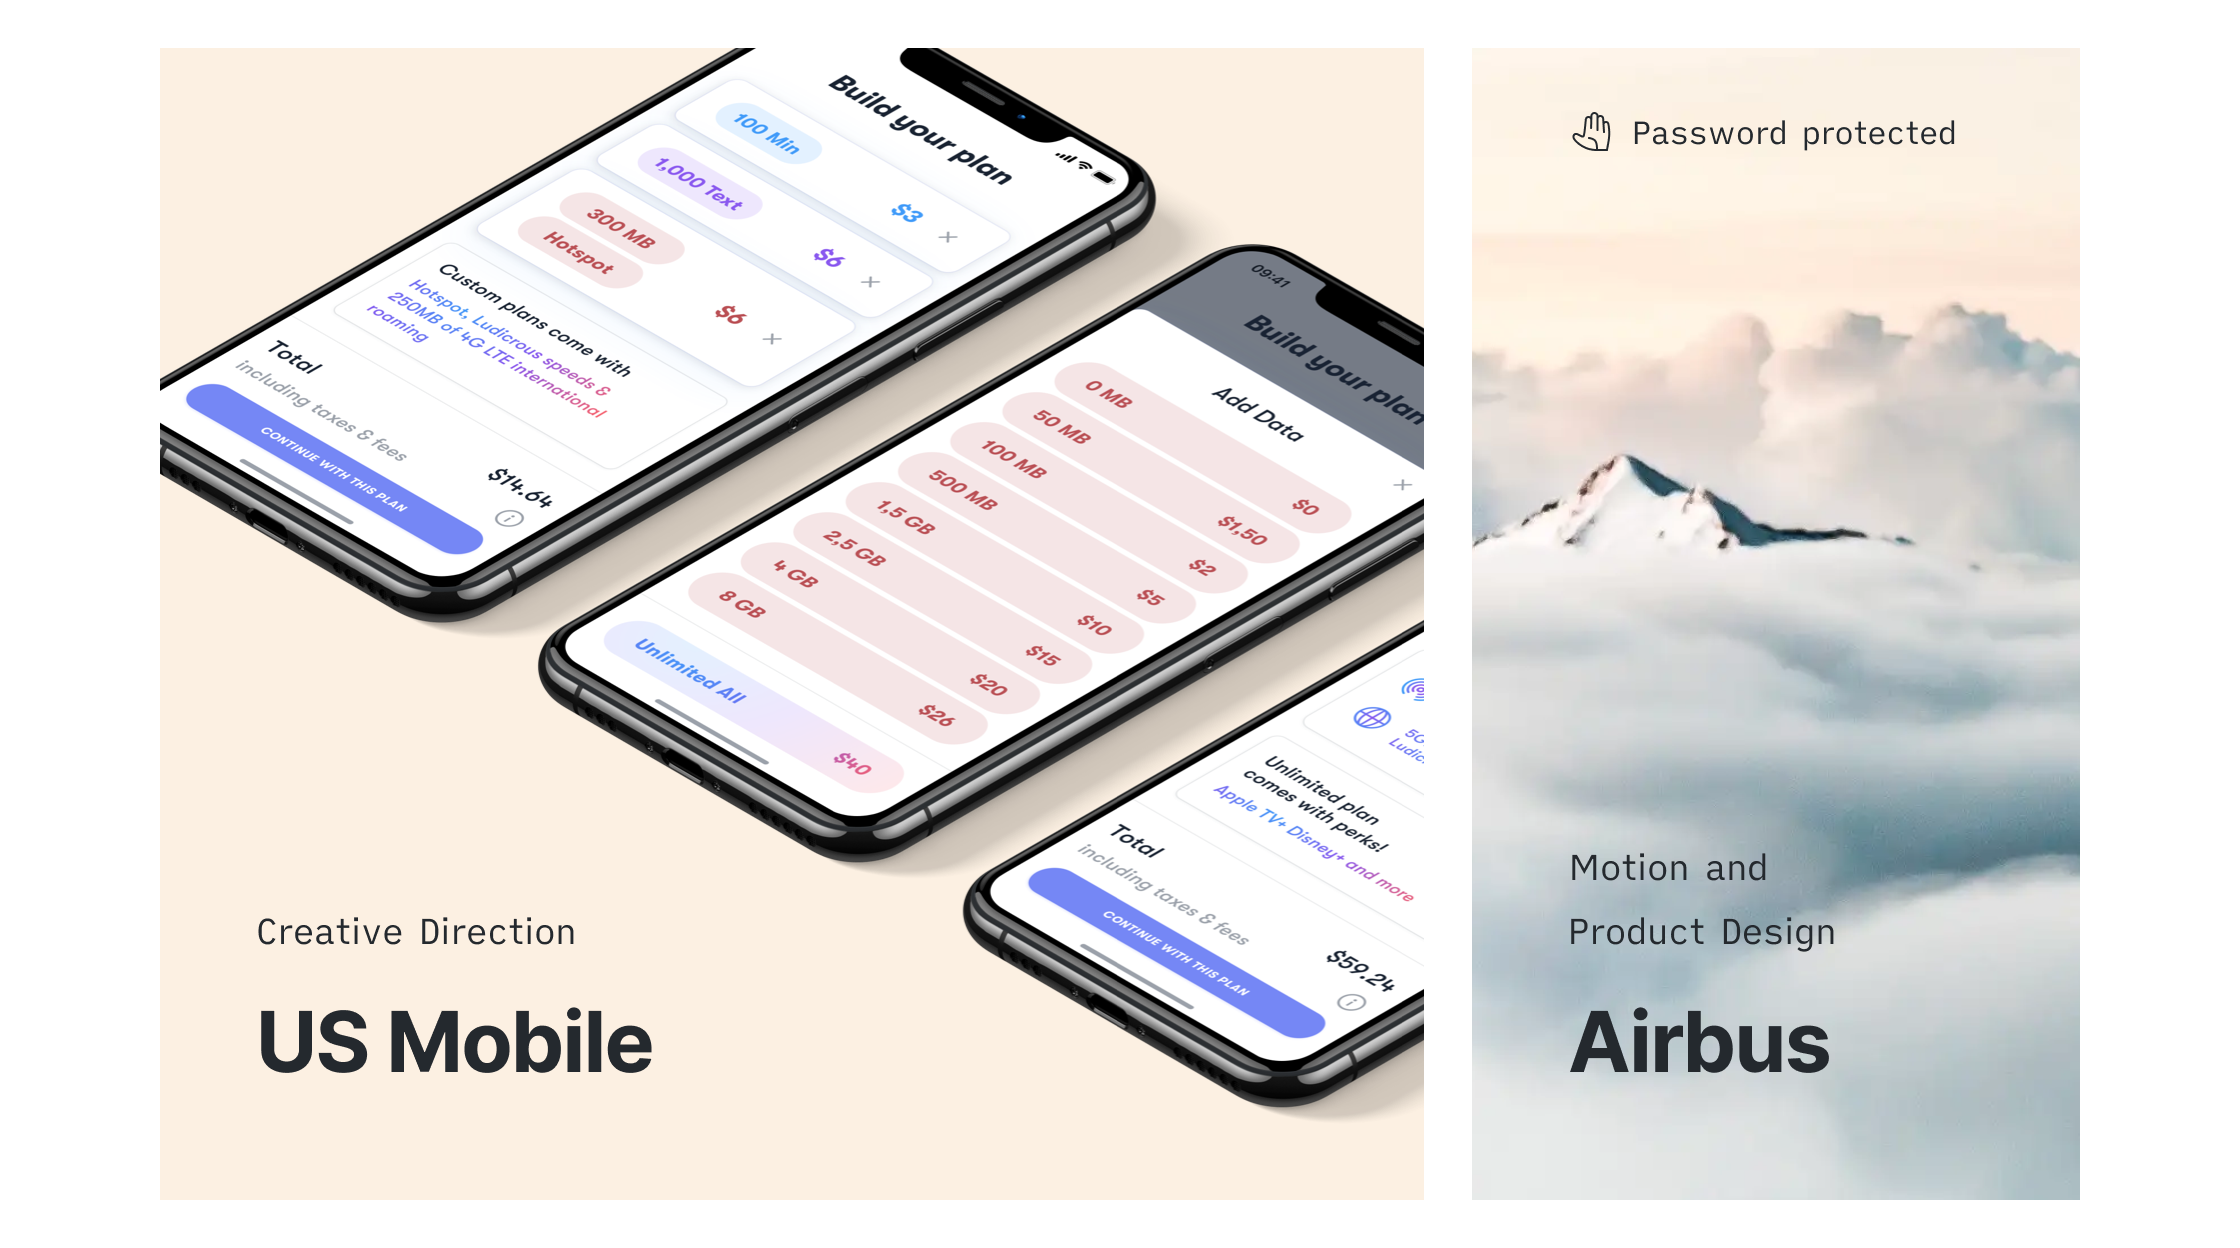 Build your plan
100 Min
$3
1,000 Text
$6
300 MB
Hotspot
$6
Custom plans come with
Hotspot, Ludicrous speeds &
250MB of 4G LTE international
roaming
Total
including taxes & fees
$14.64
CONTINUE WITH THIS PLAN
09:41
Build your plan
Add Data
0 MB $0
50 MB $1,50
100 MB $2
500 MB $5
1,5 GB $10
2,5 GB $15
4 GB $20
8 GB $26
Unlimited All $40
5G
Unlimited plan
comes with perks!
Apple TV+ Disney+ and more
Total
including taxes & fees
$59.24
CONTINUE WITH THIS PLAN
Creative Direction
US Mobile
Password protected
Motion and
Product Design
Airbus